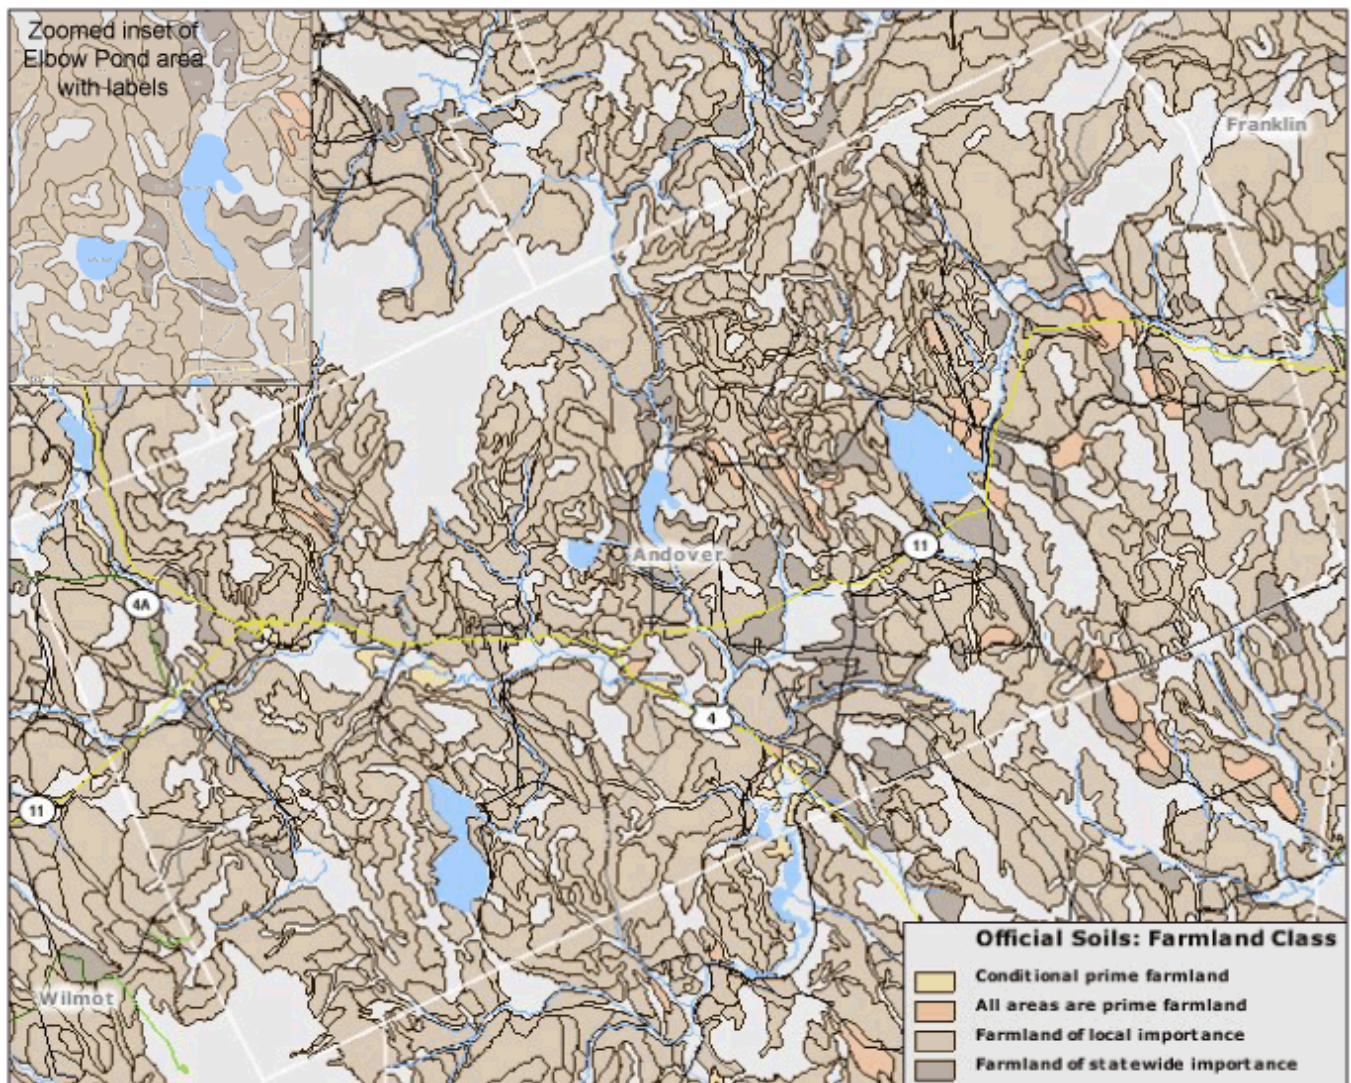 Zoomed inset of
Elbow Pond area
with labels
Franklin
Andover
11
4A
4
11
Wilmot
Official Soils: Farmland Class
Conditional prime farmland
All areas are prime farmland
Farmland of local importance
Farmland of statewide importance